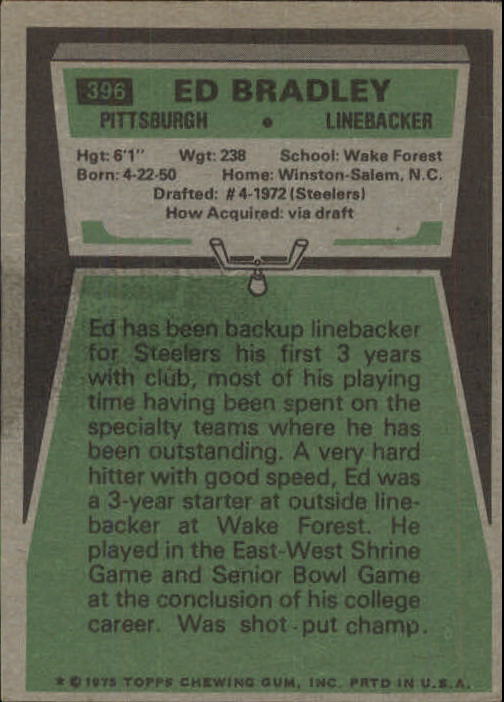 396 ED BRADLEY
PITTSBURGH • LINEBACKER
Hgt: 6'1" Wgt: 238 School: Wake Forest
Born: 4-22-50 Home: Winston-Salem, N.C.
Drafted: #4-1972 (Steelers)
How Acquired: via draft
Ed has been backup linebacker
for Steelers his first 3 years
with club, most of his playing
time having been spent on the
specialty teams where he has
been outstanding. A very hard
hitter with good speed, Ed was
a 3-year starter at outside line-
backer at Wake Forest. He
played in the East-West Shrine
Game and Senior Bowl Game
at the conclusion of his college
career. Was shot-put champ.
★ © 1975 TOPPS CHEWING GUM, INC. PRTD IN U.S.A.